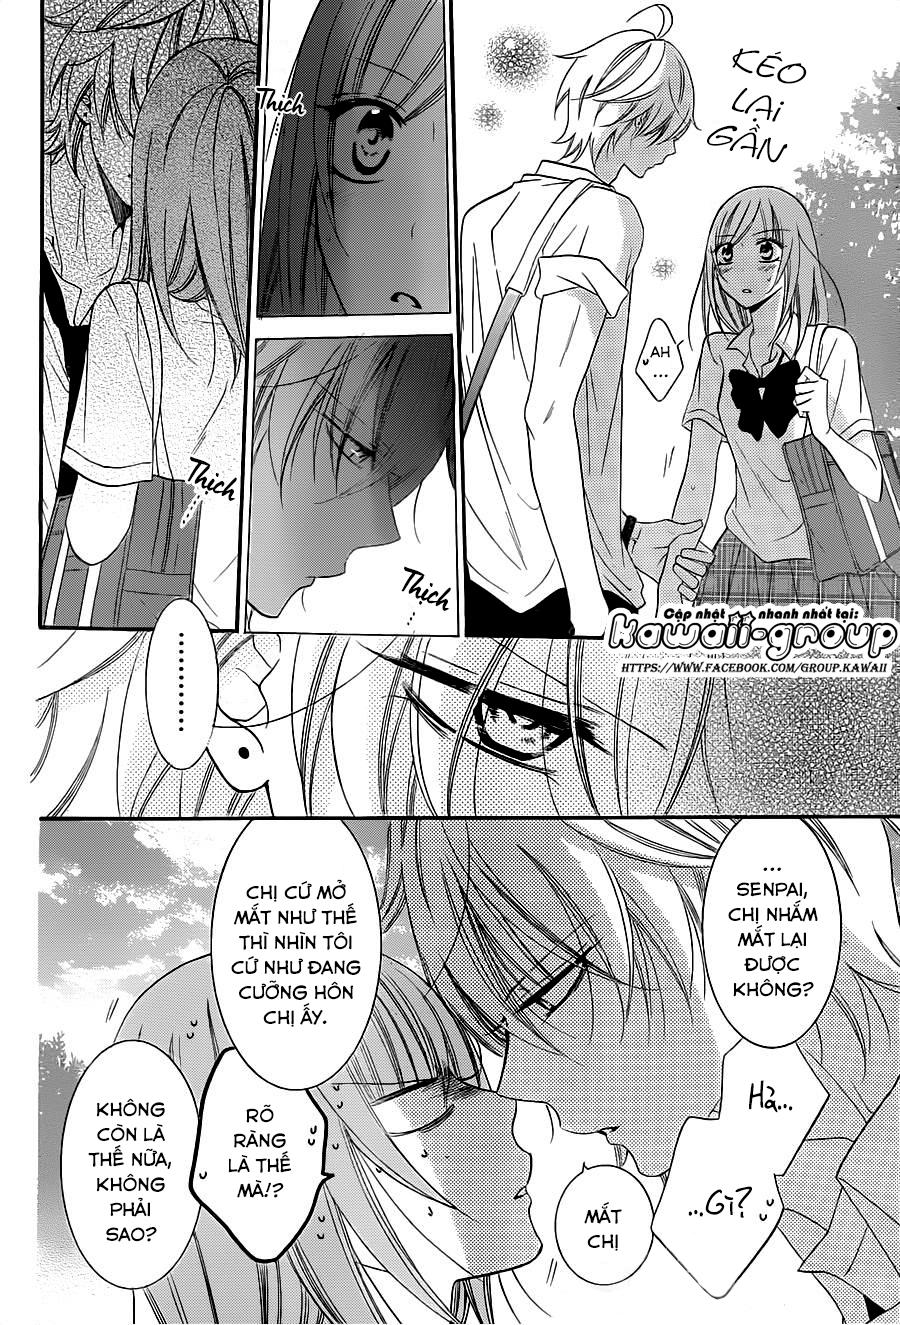 KÉO
LẠI
GẦN
AH
...
Thịch
Thịch
Thịch
Cập nhật nhanh nhất tại:
kawaii-group
HTTPS://WWW.FACEBOOK.COM/GROUP.KAWAII
.........
...
SENPAI,
CHỊ NHẮM
MẮT LẠI
ĐƯỢC
KHÔNG?
Hả...
...Gì?
MẮT
CHỊ
CHỊ CỨ MỞ
MẮT NHƯ THẾ
THÌ NHÌN TÔI
CỨ NHƯ ĐANG
CƯỠNG HÔN
CHỊ ẤY.
RÕ
RÀNG
LÀ THẾ
MÀ!?
KHÔNG
CÒN LÀ
THẾ NỮA,
KHÔNG
PHẢI
SAO?